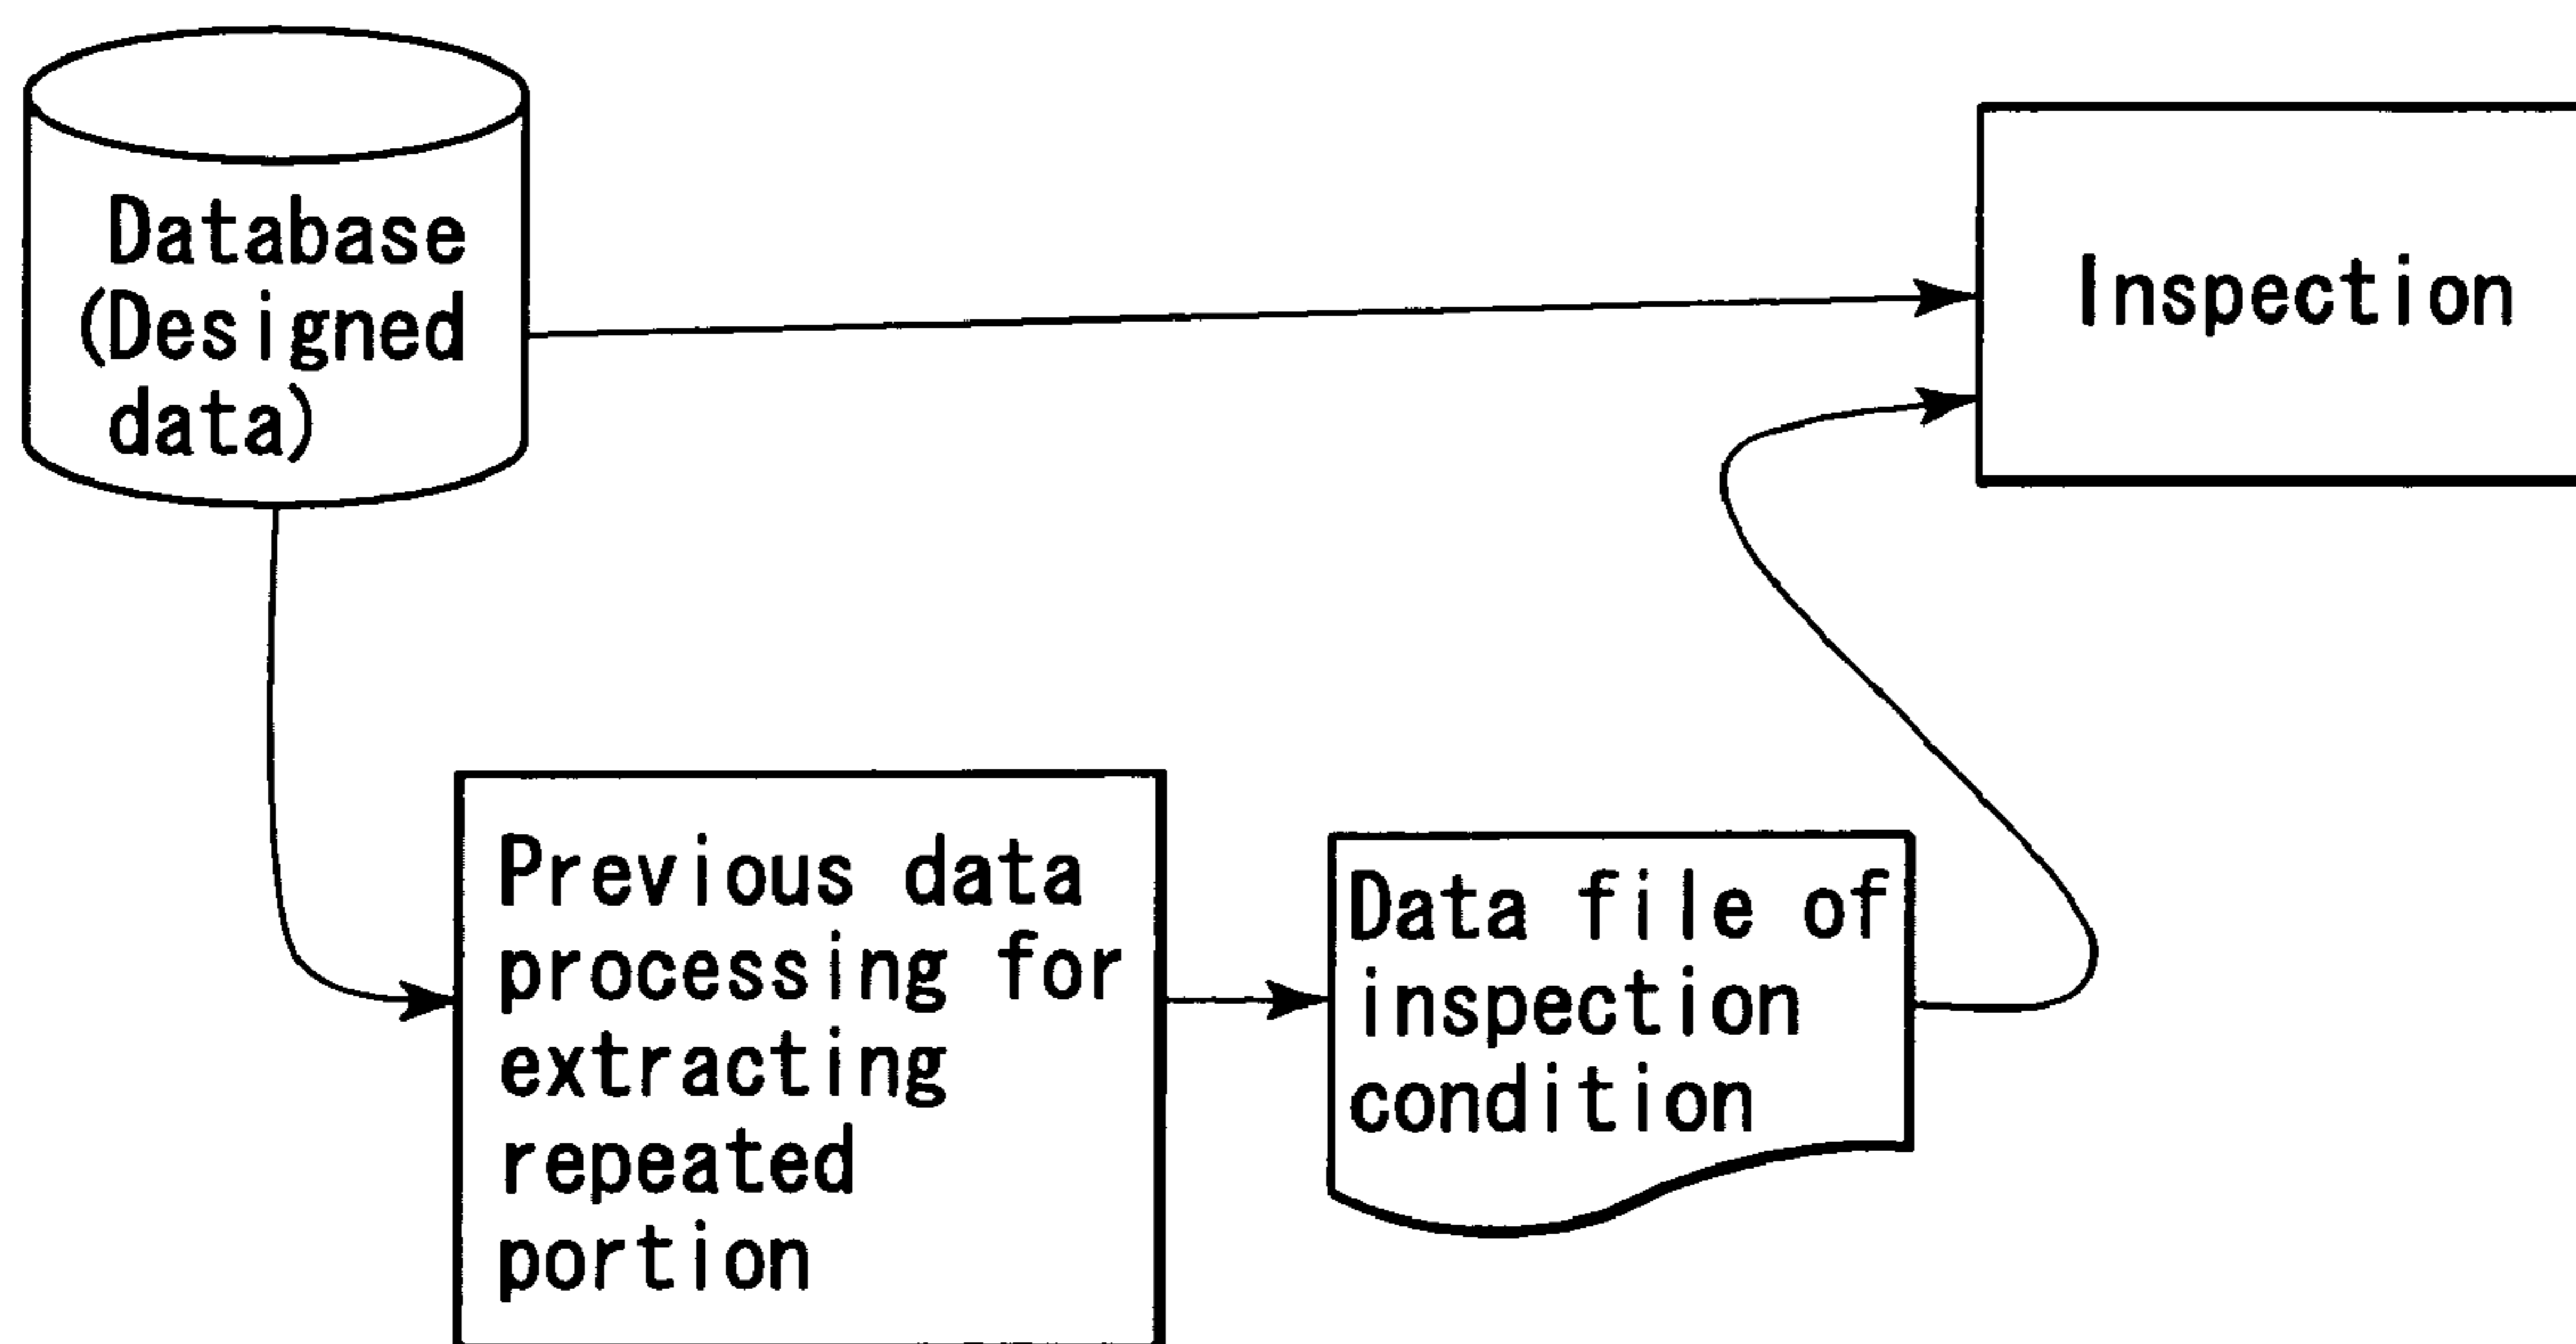 Database
(Designed
data)
Inspection
Previous data
processing for
extracting
repeated
portion
Data file of
inspection
condition